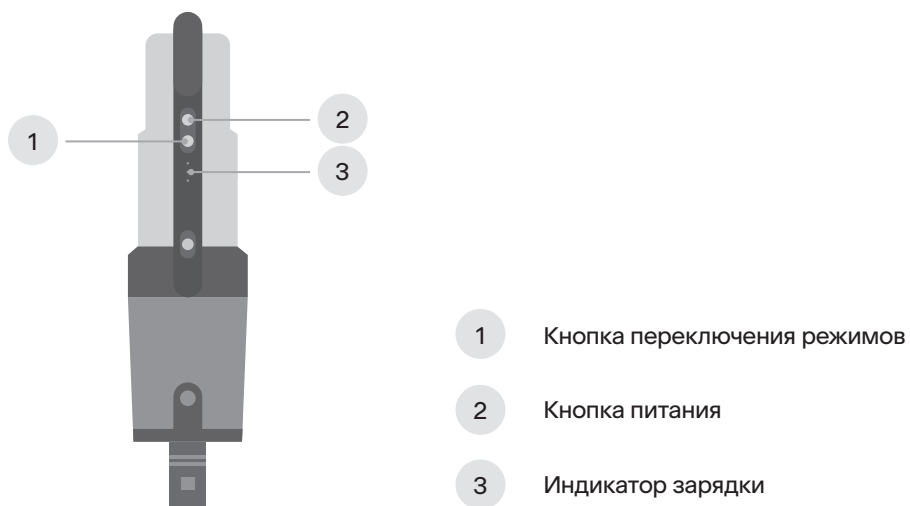 1
2
3
1 Кнопка переключения режимов
2 Кнопка питания
3 Индикатор зарядки